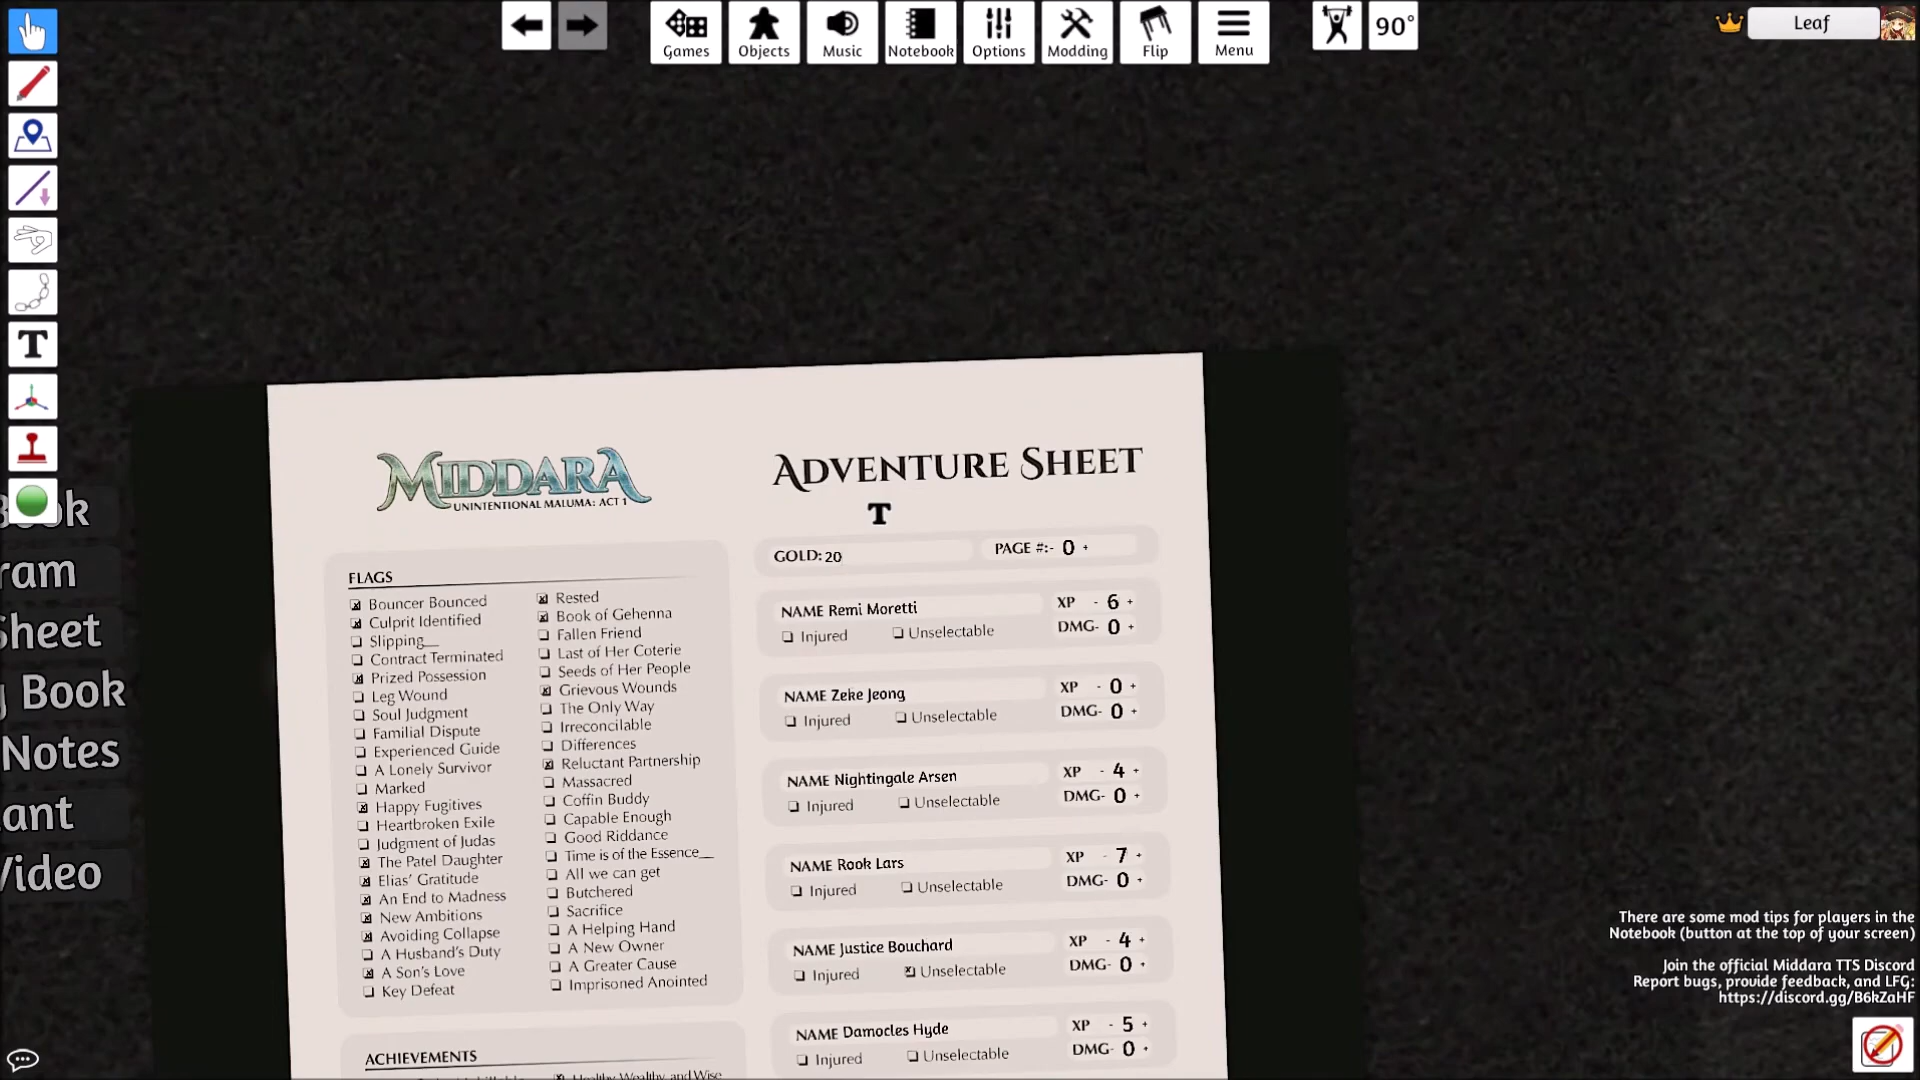 Games
Objects
Music
Notebook
Options
Modding
Flip
Menu
90°
Leaf
T
Book
ram
Sheet
Book
Notes
ant
Video
MIDDARA
UNINTENTIONAL MALUMA: ACT 1
ADVENTURE SHEET
T
GOLD: 20
PAGE #:- 0 +
FLAGS
Bouncer Bounced
Culprit Identified
Slipping__
Contract Terminated
Prized Possession
Leg Wound
Soul Judgment
Familial Dispute
Experienced Guide
A Lonely Survivor
Marked
Happy Fugitives
Heartbroken Exile
Judgment of Judas
The Patel Daughter
Elias' Gratitude
An End to Madness
New Ambitions
Avoiding Collapse
A Husband's Duty
A Son's Love
Key Defeat
Rested
Book of Gehenna
Fallen Friend
Last of Her Coterie
Seeds of Her People
Grievous Wounds
The Only Way
Irreconcilable
Differences
Reluctant Partnership
Massacred
Coffin Buddy
Capable Enough
Good Riddance
Time is of the Essence__
All we can get
Butchered
Sacrifice
A Helping Hand
A New Owner
A Greater Cause
Imprisoned Anointed
ACHIEVEMENTS
Healthy Wealthy and Wise
NAME Remi Moretti XP - 6 +
Injured Unselectable DMG- 0 +
NAME Zeke Jeong XP - 0 +
Injured Unselectable DMG- 0 +
NAME Nightingale Arsen XP - 4 +
Injured Unselectable DMG- 0 +
NAME Rook Lars XP - 7 +
Injured Unselectable DMG- 0 +
NAME Justice Bouchard XP - 4 +
Injured Unselectable DMG- 0 +
NAME Damocles Hyde XP - 5 +
Injured Unselectable DMG- 0 +
There are some mod tips for players in the
Notebook (button at the top of your screen)
Join the official Middara TTS Discord
Report bugs, provide feedback, and LFG:
https://discord.gg/B6kZaHF